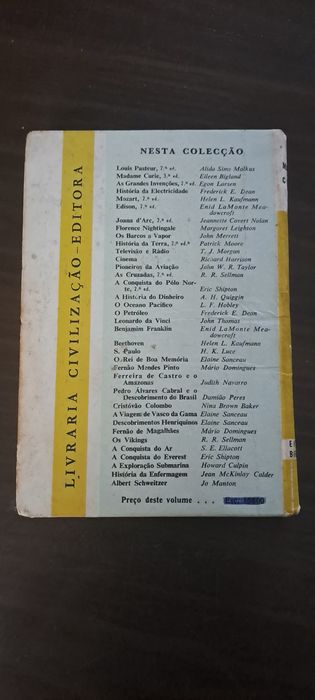 LIVRARIA CIVILIZAÇÃO-EDITORA
NESTA COLECÇÃO
Louis Pasteur, 7.ª ed. Alida Sims Malkus
Madame Curie, 3.ª ed. Eileen Bigland
As Grandes Invenções, 2.ª ed. Egon Larsen
História da Electricidade Frederick E. Dean
Mozart, 2.ª ed. Helen L. Kaufmann
Edison, 2.ª ed. Enid LaMonte Mea-
dowcroft
Joana d'Arc, 3.ª ed. Jeannette Covert Nolan
Florence Nightingale Margaret Leighton
Os Barcos a Vapor John Merrett
História da Terra, 2.ª ed. Patrick Moore
Televisão e Rádio T. J. Morgan
Cinema Richard Harrison
Pioneiros da Aviação John W. R. Taylor
As Cruzadas, 2.ª ed. R. R. Sellman
A Conquista do Pólo Nor-
te, 2.ª ed. Eric Shipton
A História do Dinheiro A. H. Quiggin
O Oceano Pacífico L. F. Hobley
O Petróleo Frederick E. Dean
Leonardo da Vinci John Thomas
Benjamim Franklin Enid LaMonte Mea-
dowcroft
Beethoven Helen L. Kaufmann
S. Paulo H. K. Luce
O Rei de Boa Memória Elaine Sanceau
Fernão Mendes Pinto Mário Domingues
Ferreira de Castro e o
Amazonas Judith Navarro
Pedro Álvares Cabral e o
Descobrimento do Brasil Damião Peres
Cristóvão Colombo Nina Brown Baker
A Viagem de Vasco da Gama Elaine Sanceau
Descobrimentos Henriquinos Elaine Sanceau
Fernão de Magalhães Mário Domingues
Os Vikings R. R. Sellman
A Conquista do Ar S. E. Ellacott
A Conquista do Everest Eric Shipton
A Exploração Submarina Howard Culpin
História da Enfermagem Jean McKinlay Calder
Albert Schweitzer Jo Manton
Preço deste volume . . .